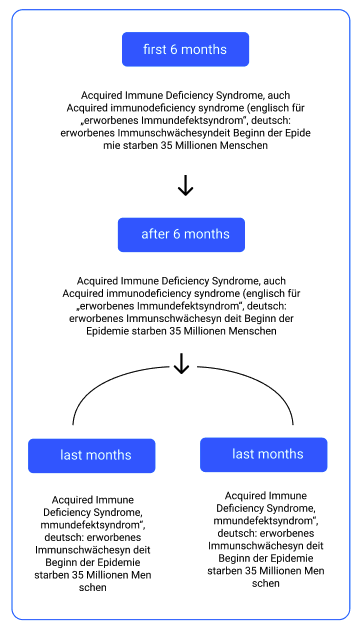 first 6 months
Acquired Immune Deficiency Syndrome, auch
Acquired immunodeficiency syndrome (englisch für
„erworbenes Immundefektsyndrom“, deutsch:
erworbenes Immunschwächesyndeit Beginn der Epide
mie starben 35 Millionen Menschen
after 6 months
Acquired Immune Deficiency Syndrome, auch
Acquired immunodeficiency syndrome (englisch für
„erworbenes Immundefektsyndrom“, deutsch:
erworbenes Immunschwächesyn deit Beginn der
Epidemie starben 35 Millionen Menschen
last months
Acquired Immune
Deficiency Syndrome,
mmundefektsyndrom“,
deutsch: erworbenes
Immunschwächesyn deit
Beginn der Epidemie
starben 35 Millionen Men
schen
last months
Acquired Immune
Deficiency Syndrome,
mmundefektsyndrom“,
deutsch: erworbenes
Immunschwächesyn deit
Beginn der Epidemie
starben 35 Millionen Men
schen